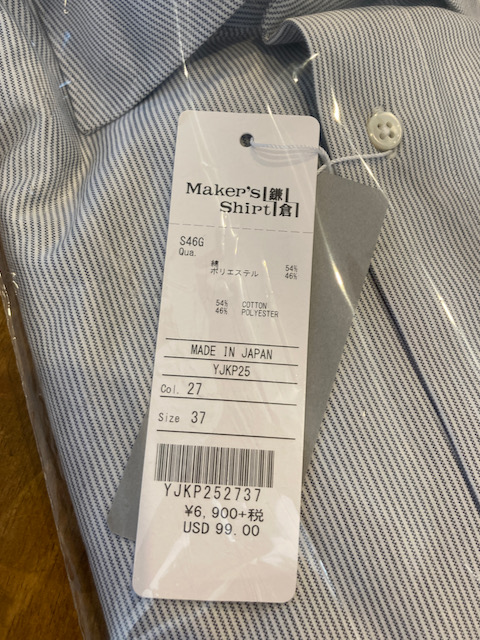 Maker's 鎌
Shirt 倉
S46G
Qua.
綿 54%
ポリエステル 46%
54% COTTON
46% POLYESTER
MADE IN JAPAN
YJKP25
Col. 27
Size 37
YJKP252737
¥6,900+税
USD 99.00